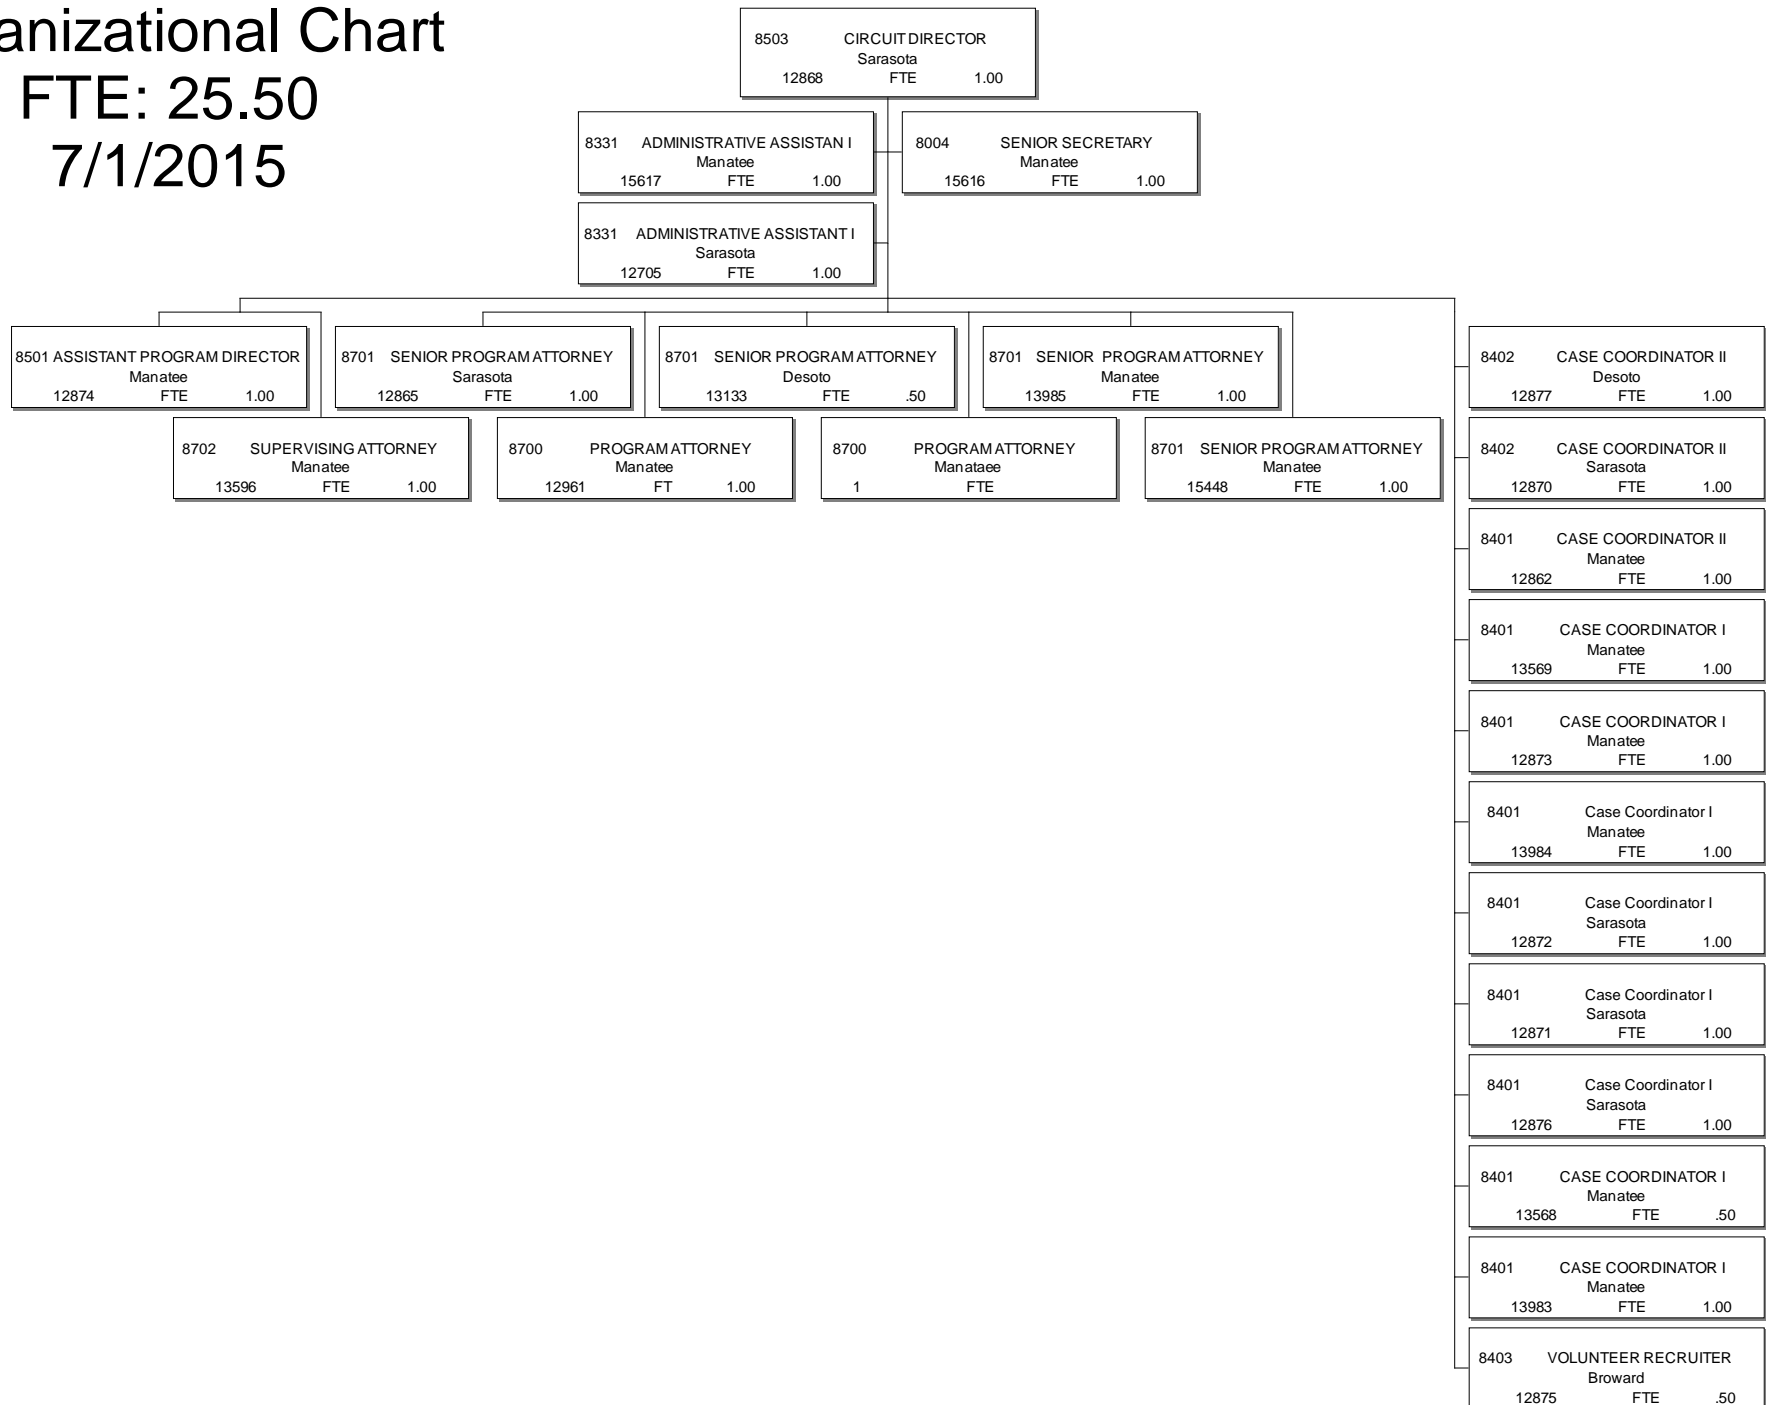 anizational Chart
FTE: 25.50
7/1/2015
8503 CIRCUIT DIRECTOR
Sarasota
12868 FTE 1.00
8331 ADMINISTRATIVE ASSISTAN I
Manatee
15617 FTE 1.00
8004 SENIOR SECRETARY
Manatee
15616 FTE 1.00
8331 ADMINISTRATIVE ASSISTANT I
Sarasota
12705 FTE 1.00
8501 ASSISTANT PROGRAM DIRECTOR
Manatee
12874 FTE 1.00
8701 SENIOR PROGRAM ATTORNEY
Sarasota
12865 FTE 1.00
8701 SENIOR PROGRAM ATTORNEY
Desoto
13133 FTE .50
8701 SENIOR PROGRAM ATTORNEY
Manatee
13985 FTE 1.00
8702 SUPERVISING ATTORNEY
Manatee
13596 FTE 1.00
8700 PROGRAM ATTORNEY
Manatee
12961 FT 1.00
8700 PROGRAM ATTORNEY
Manataee
1 FTE
8701 SENIOR PROGRAM ATTORNEY
Manatee
15448 FTE 1.00
8402 CASE COORDINATOR II
Desoto
12877 FTE 1.00
8402 CASE COORDINATOR II
Sarasota
12870 FTE 1.00
8401 CASE COORDINATOR II
Manatee
12862 FTE 1.00
8401 CASE COORDINATOR I
Manatee
13569 FTE 1.00
8401 CASE COORDINATOR I
Manatee
12873 FTE 1.00
8401 Case Coordinator I
Manatee
13984 FTE 1.00
8401 Case Coordinator I
Sarasota
12872 FTE 1.00
8401 Case Coordinator I
Sarasota
12871 FTE 1.00
8401 Case Coordinator I
Sarasota
12876 FTE 1.00
8401 CASE COORDINATOR I
Manatee
13568 FTE .50
8401 CASE COORDINATOR I
Manatee
13983 FTE 1.00
8403 VOLUNTEER RECRUITER
Broward
12875 FTE .50